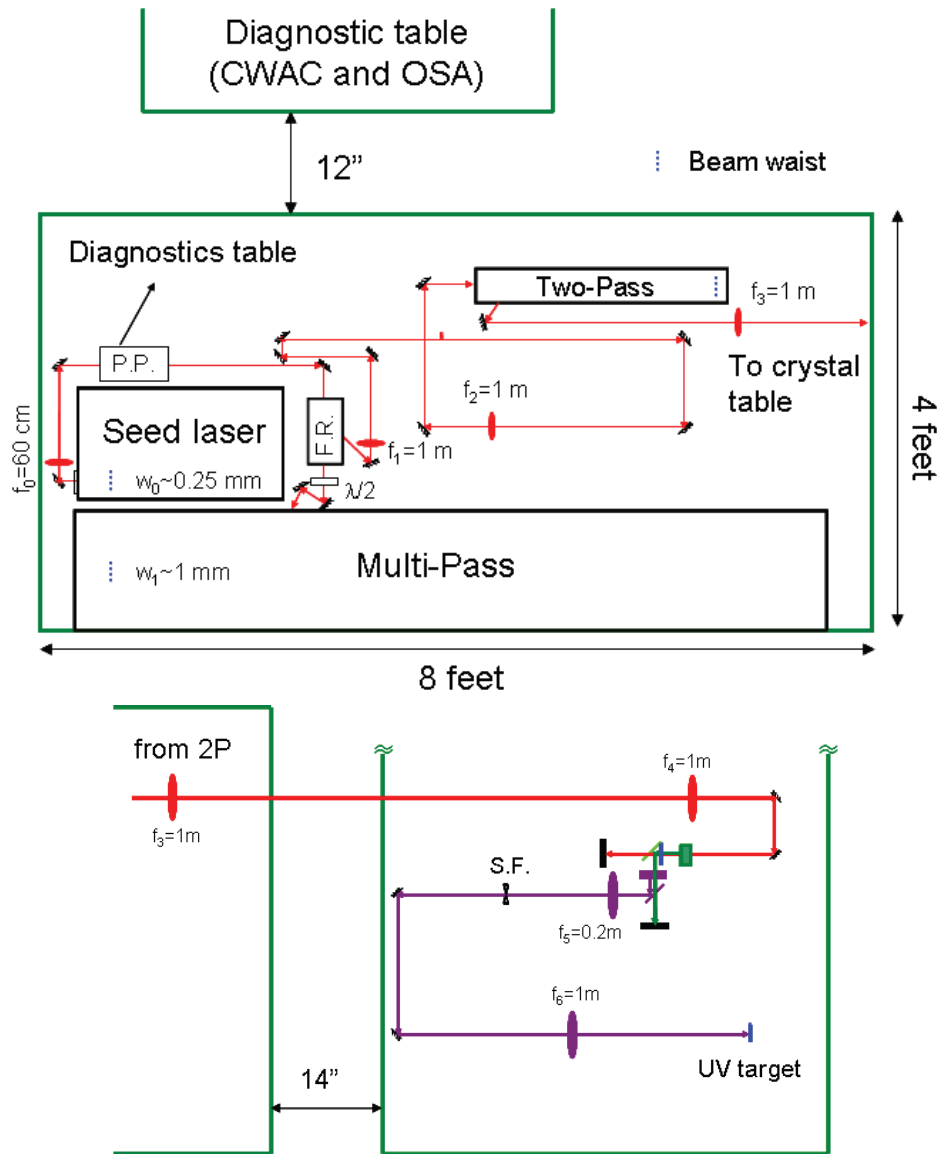 Diagnostic table
(CWAC and OSA)
12”
Beam waist
Diagnostics table
Two-Pass
f3=1 m
P.P.
To crystal
table
f2=1 m
Seed laser
F.R.
f1=1 m
f0=60 cm
w0~0.25 mm
λ/2
4 feet
w1~1 mm
Multi-Pass
8 feet
from 2P
f4=1m
f3=1m
S.F.
f5=0.2m
f6=1m
UV target
14”